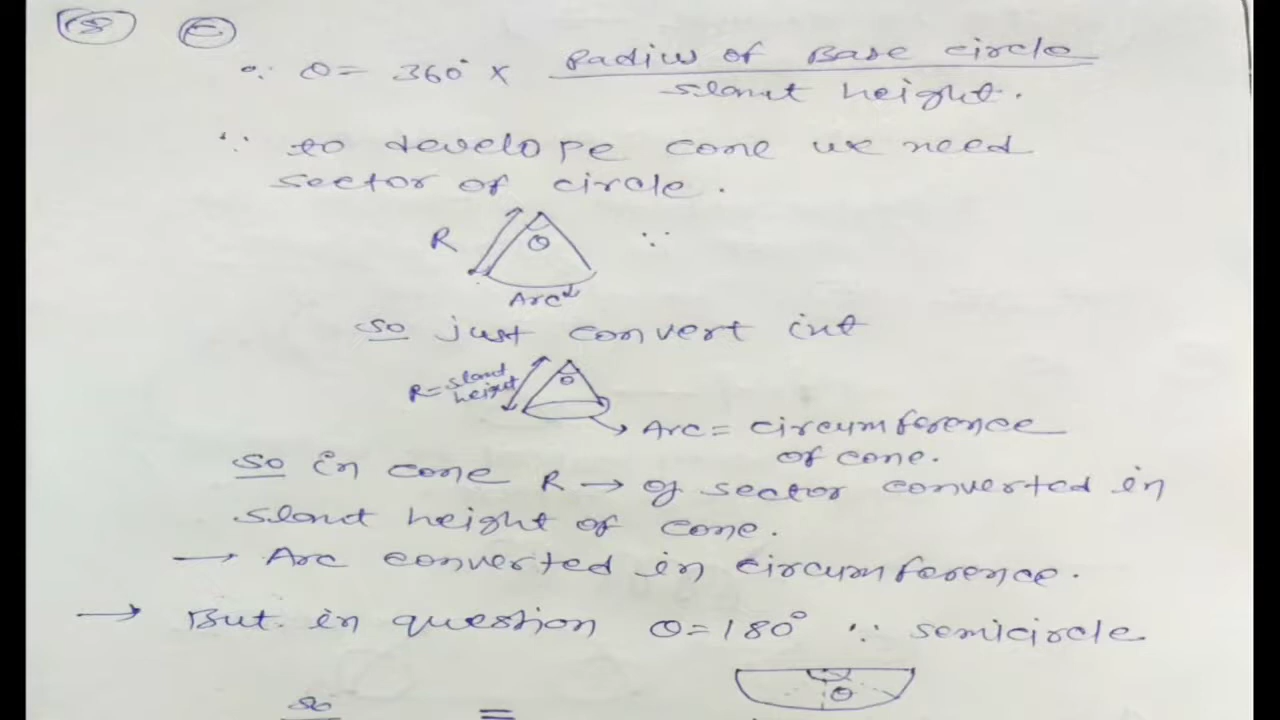 18 C
∵ θ = 360° × Radius of Base circle / Slant height.
∵ to develope cone we need
sector of circle.
R θ ∵
Arc
So just convert int
R = slant height θ
Arc = circumference
of cone.
So in cone R → of sector converted in
slant height of cone.
→ Arc converted in circumference.
→ But in question θ = 180° ∵ semicircle
θ
So =